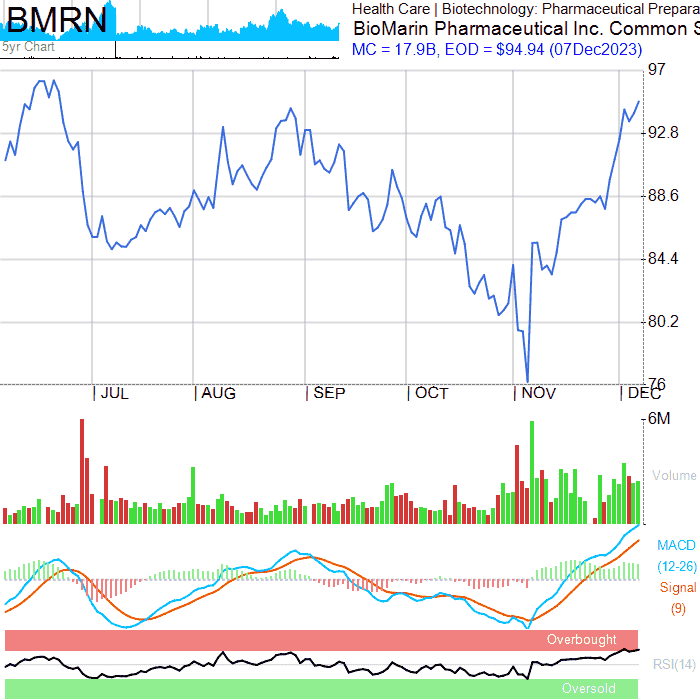 BMRN
5yr Chart
Health Care | Biotechnology: Pharmaceutical Prepara
BioMarin Pharmaceutical Inc. Common S
MC = 17.9B, EOD = $94.94 (07Dec2023)
97
92.8
88.6
84.4
80.2
76
JUL AUG SEP OCT NOV DEC
6M
Volume
MACD
(12-26)
Signal
(9)
Overbought
RSI(14)
Oversold